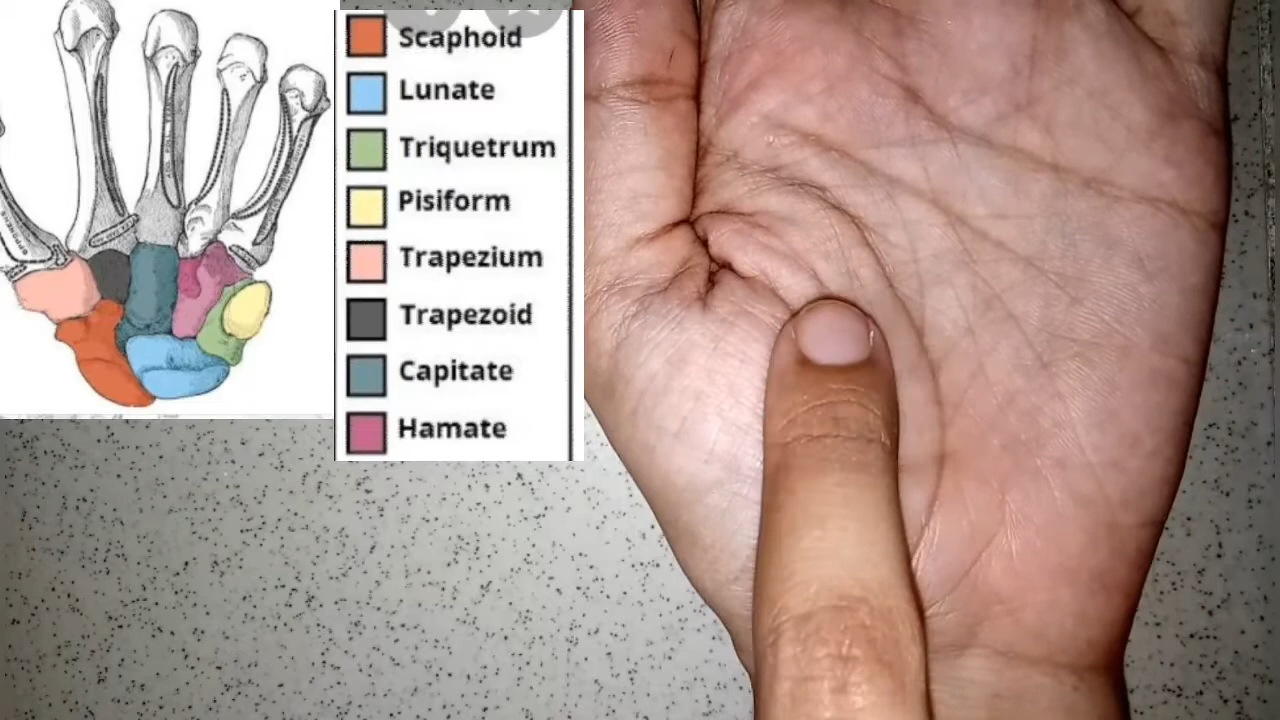 Scaphoid
Lunate
Triquetrum
Pisiform
Trapezium
Trapezoid
Capitate
Hamate